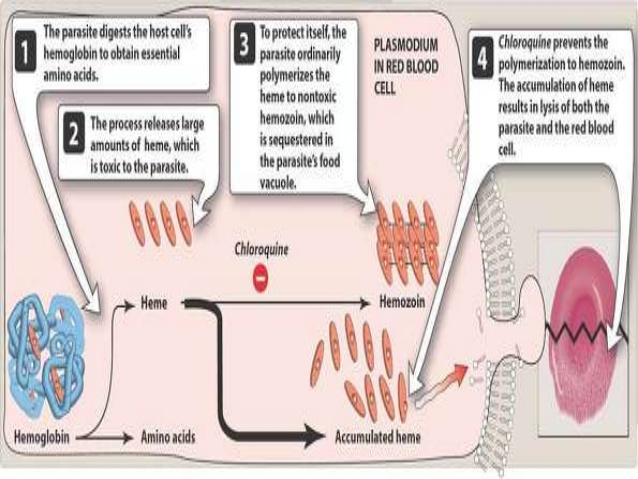 1
The parasite digests the host cell's
hemoglobin to obtain essential
amino acids.
2
The process releases large
amounts of heme, which
is toxic to the parasite.
3
To protect itself, the
parasite ordinarily
polymerizes the
heme to nontoxic
hemozoin, which
is sequestered in
the parasite's food
vacuole.
PLASMODIUM
IN RED BLOOD
CELL
4
Chloroquine prevents the
polymerization to hemozoin.
The accumulation of heme
results in lysis of both the
parasite and the red blood
cell.
Chloroquine
Heme
Hemozoin
Hemoglobin
Amino acids
Accumulated heme